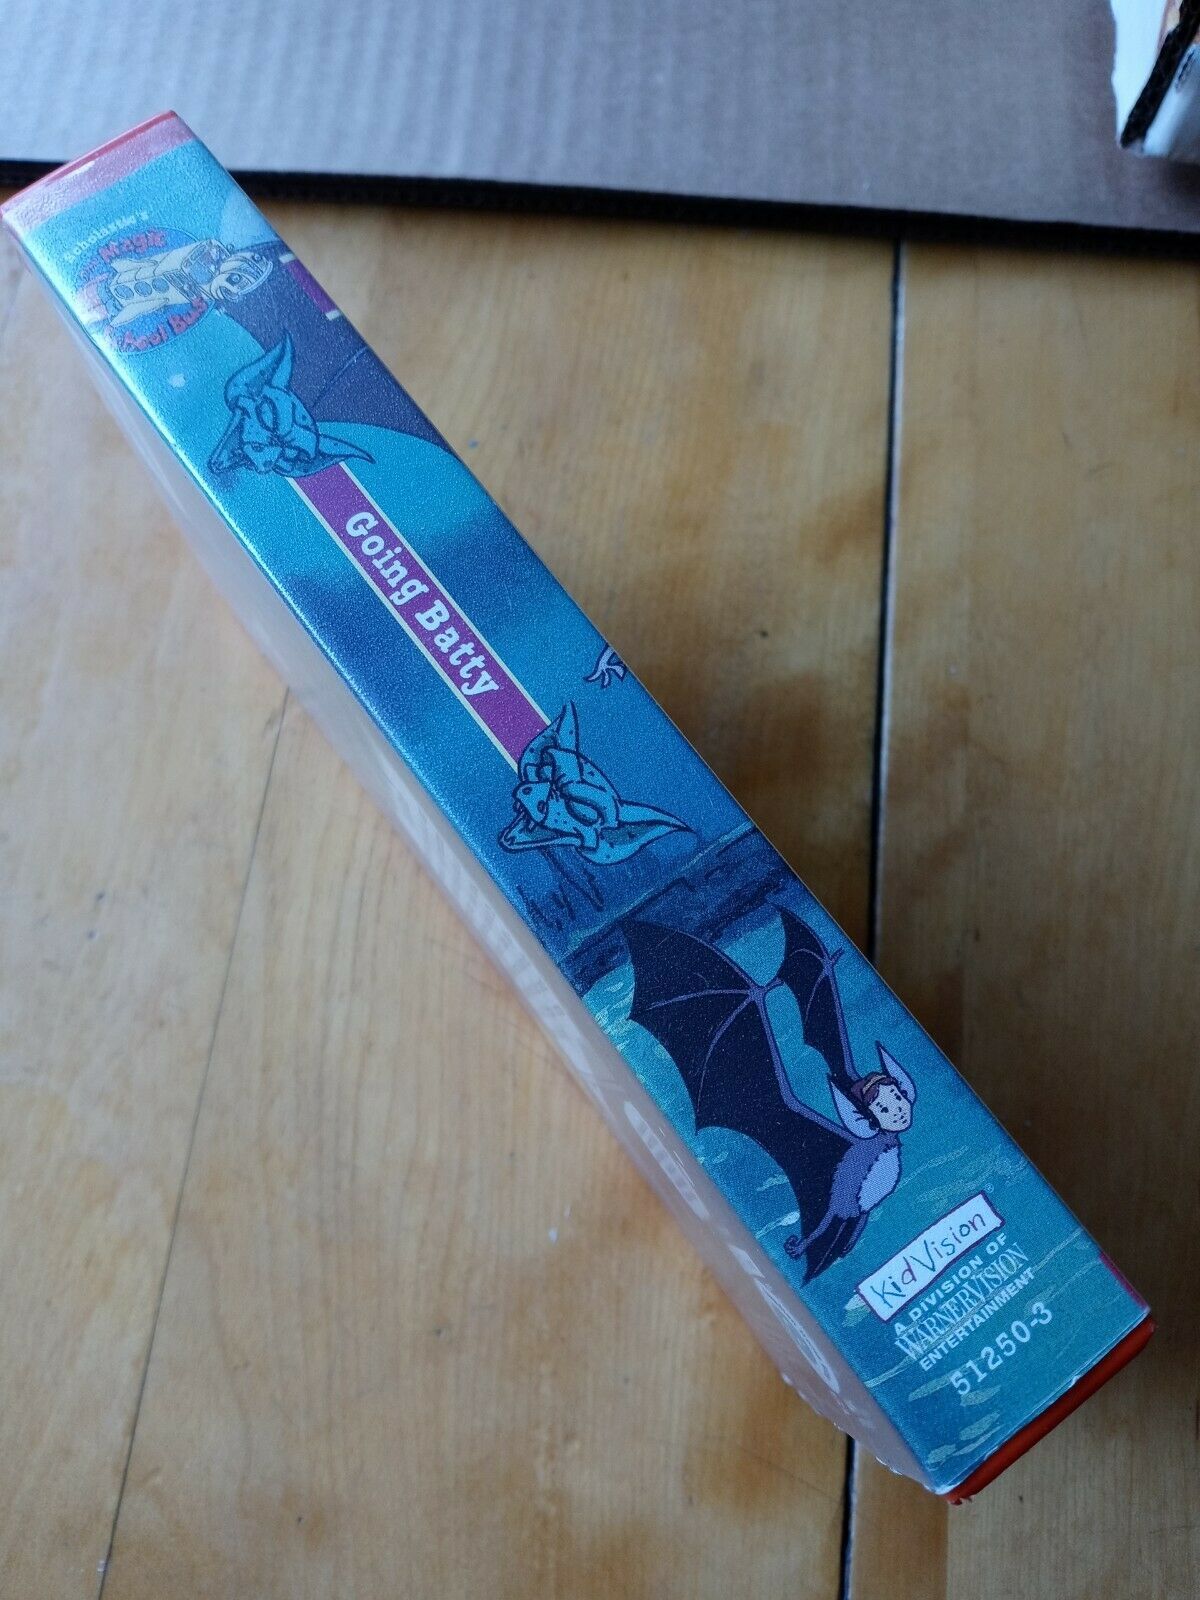 Scholastic's
The Magic
School Bus
Going Batty
KidVision
A DIVISION OF
WARNERVISION
ENTERTAINMENT
51250-3